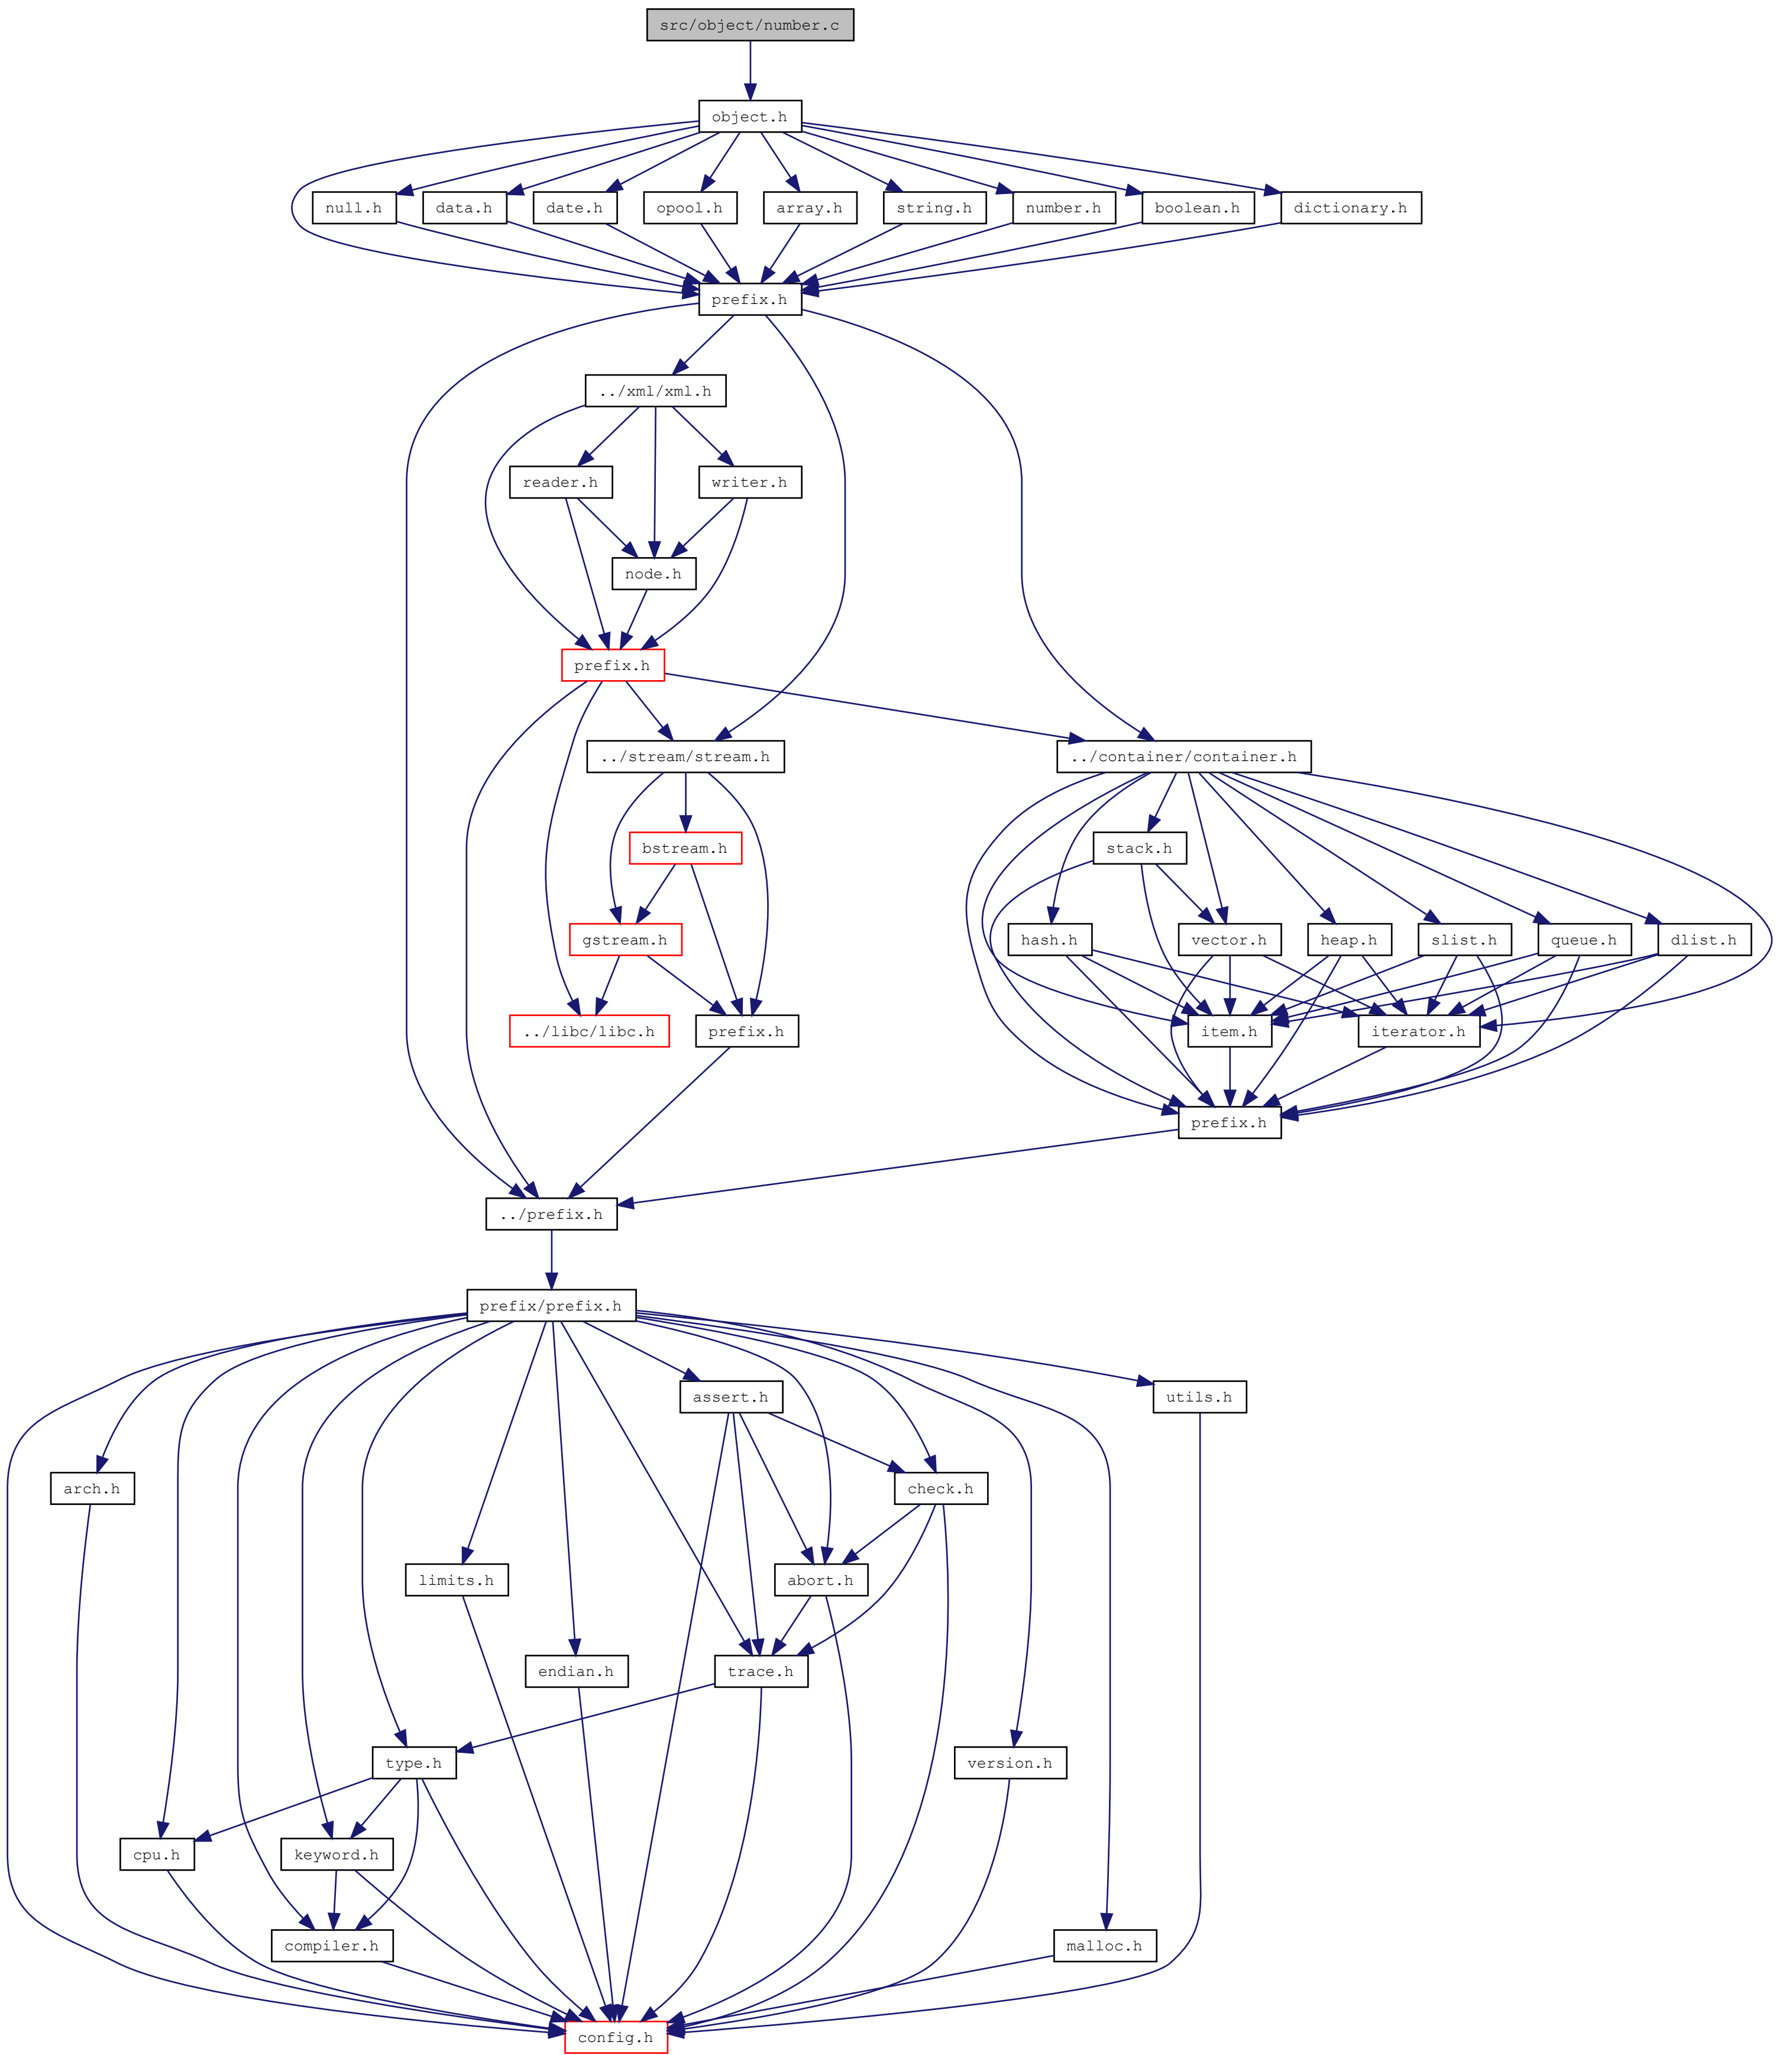 src/object/number.c
object.h
null.h
data.h
date.h
opool.h
array.h
string.h
number.h
boolean.h
dictionary.h
prefix.h
../xml/xml.h
reader.h
writer.h
node.h
prefix.h
../stream/stream.h
../container/container.h
bstream.h
stack.h
gstream.h
hash.h
vector.h
heap.h
slist.h
queue.h
dlist.h
../libc/libc.h
prefix.h
item.h
iterator.h
prefix.h
../prefix.h
prefix/prefix.h
assert.h
utils.h
arch.h
check.h
limits.h
abort.h
endian.h
trace.h
type.h
version.h
cpu.h
keyword.h
compiler.h
malloc.h
config.h